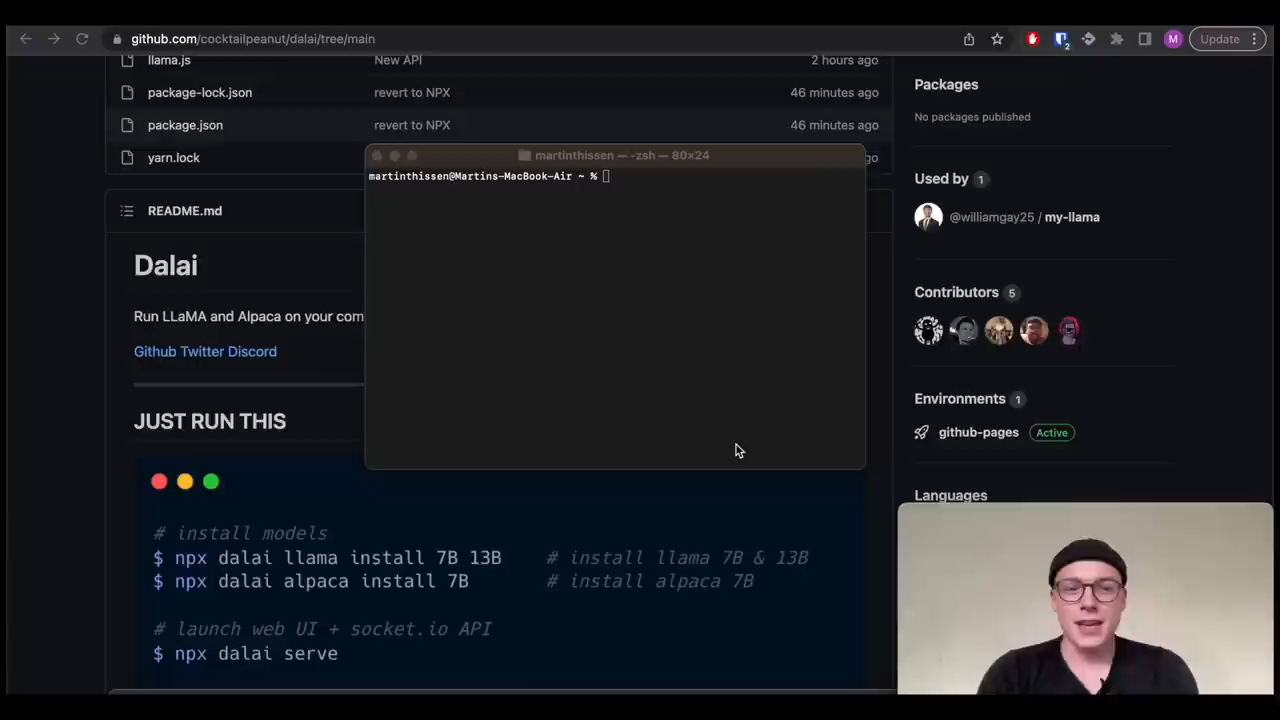 github.com/cocktailpeanut/dalai/tree/main
2
M
Update
llama.js New API 2 hours ago
package-lock.json revert to NPX 46 minutes ago
package.json revert to NPX 46 minutes ago
yarn.lock go
README.md
Dalai
Run LLaMA and Alpaca on your com
Github Twitter Discord
JUST RUN THIS
# install models
$ npx dalai llama install 7B 13B # install llama 7B & 13B
$ npx dalai alpaca install 7B # install alpaca 7B
# launch web UI + socket.io API
$ npx dalai serve
martinthissen — -zsh — 80×24
martinthissen@Martins-MacBook-Air ~ %
Packages
No packages published
Used by 1
@williamgay25 / my-llama
Contributors 5
Environments 1
github-pages Active
Languages